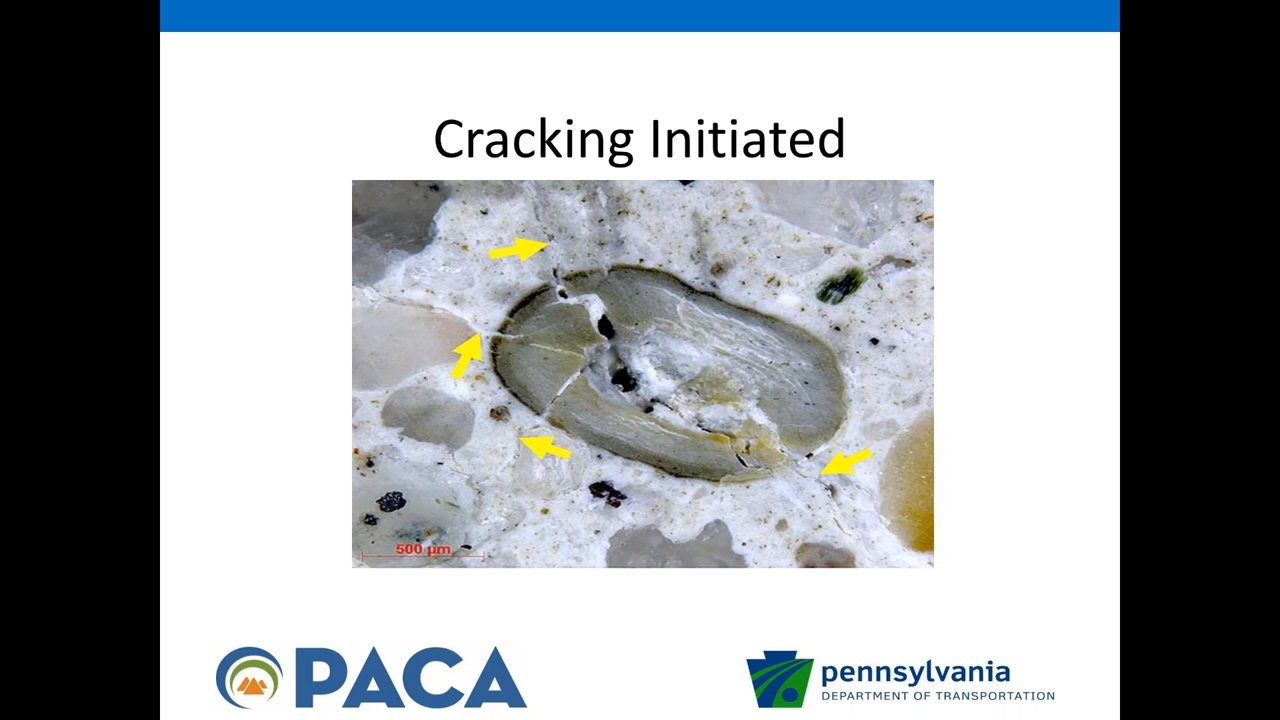 Cracking Initiated
500 µm
PACA
pennsylvania
DEPARTMENT OF TRANSPORTATION